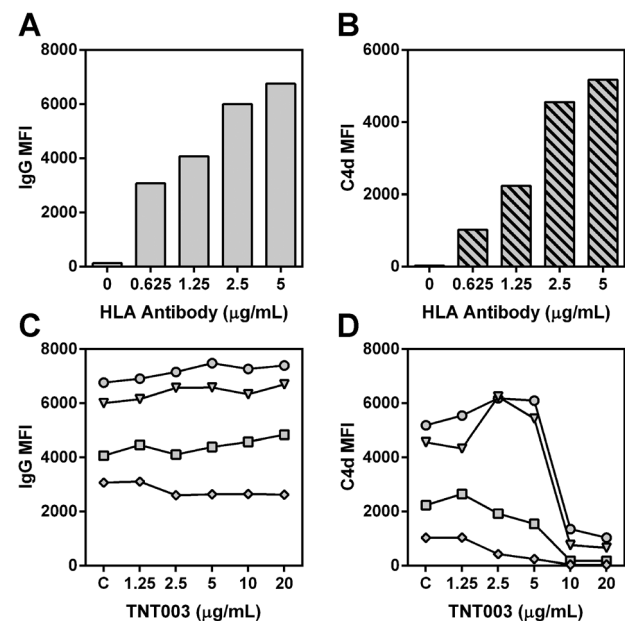 A
8000
6000
4000
2000
0
IgG MFI
0 0.625 1.25 2.5 5
HLA Antibody (μg/mL)
B
6000
4000
2000
0
C4d MFI
0 0.625 1.25 2.5 5
HLA Antibody (μg/mL)
C
8000
6000
4000
2000
0
IgG MFI
C 1.25 2.5 5 10 20
TNT003 (μg/mL)
D
8000
6000
4000
2000
0
C4d MFI
C 1.25 2.5 5 10 20
TNT003 (μg/mL)